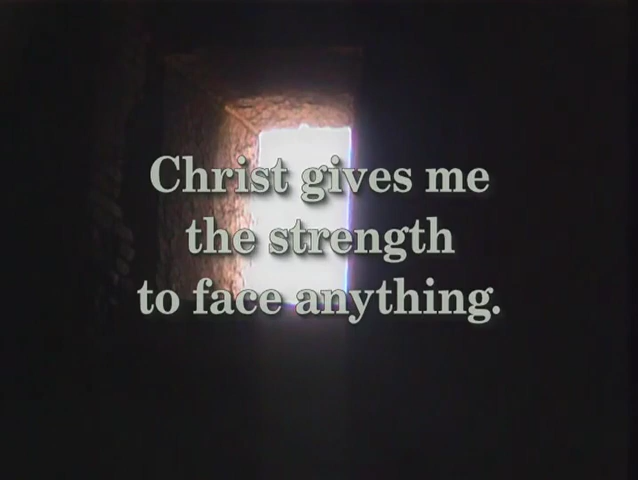 Christ gives me
the strength
to face anything.